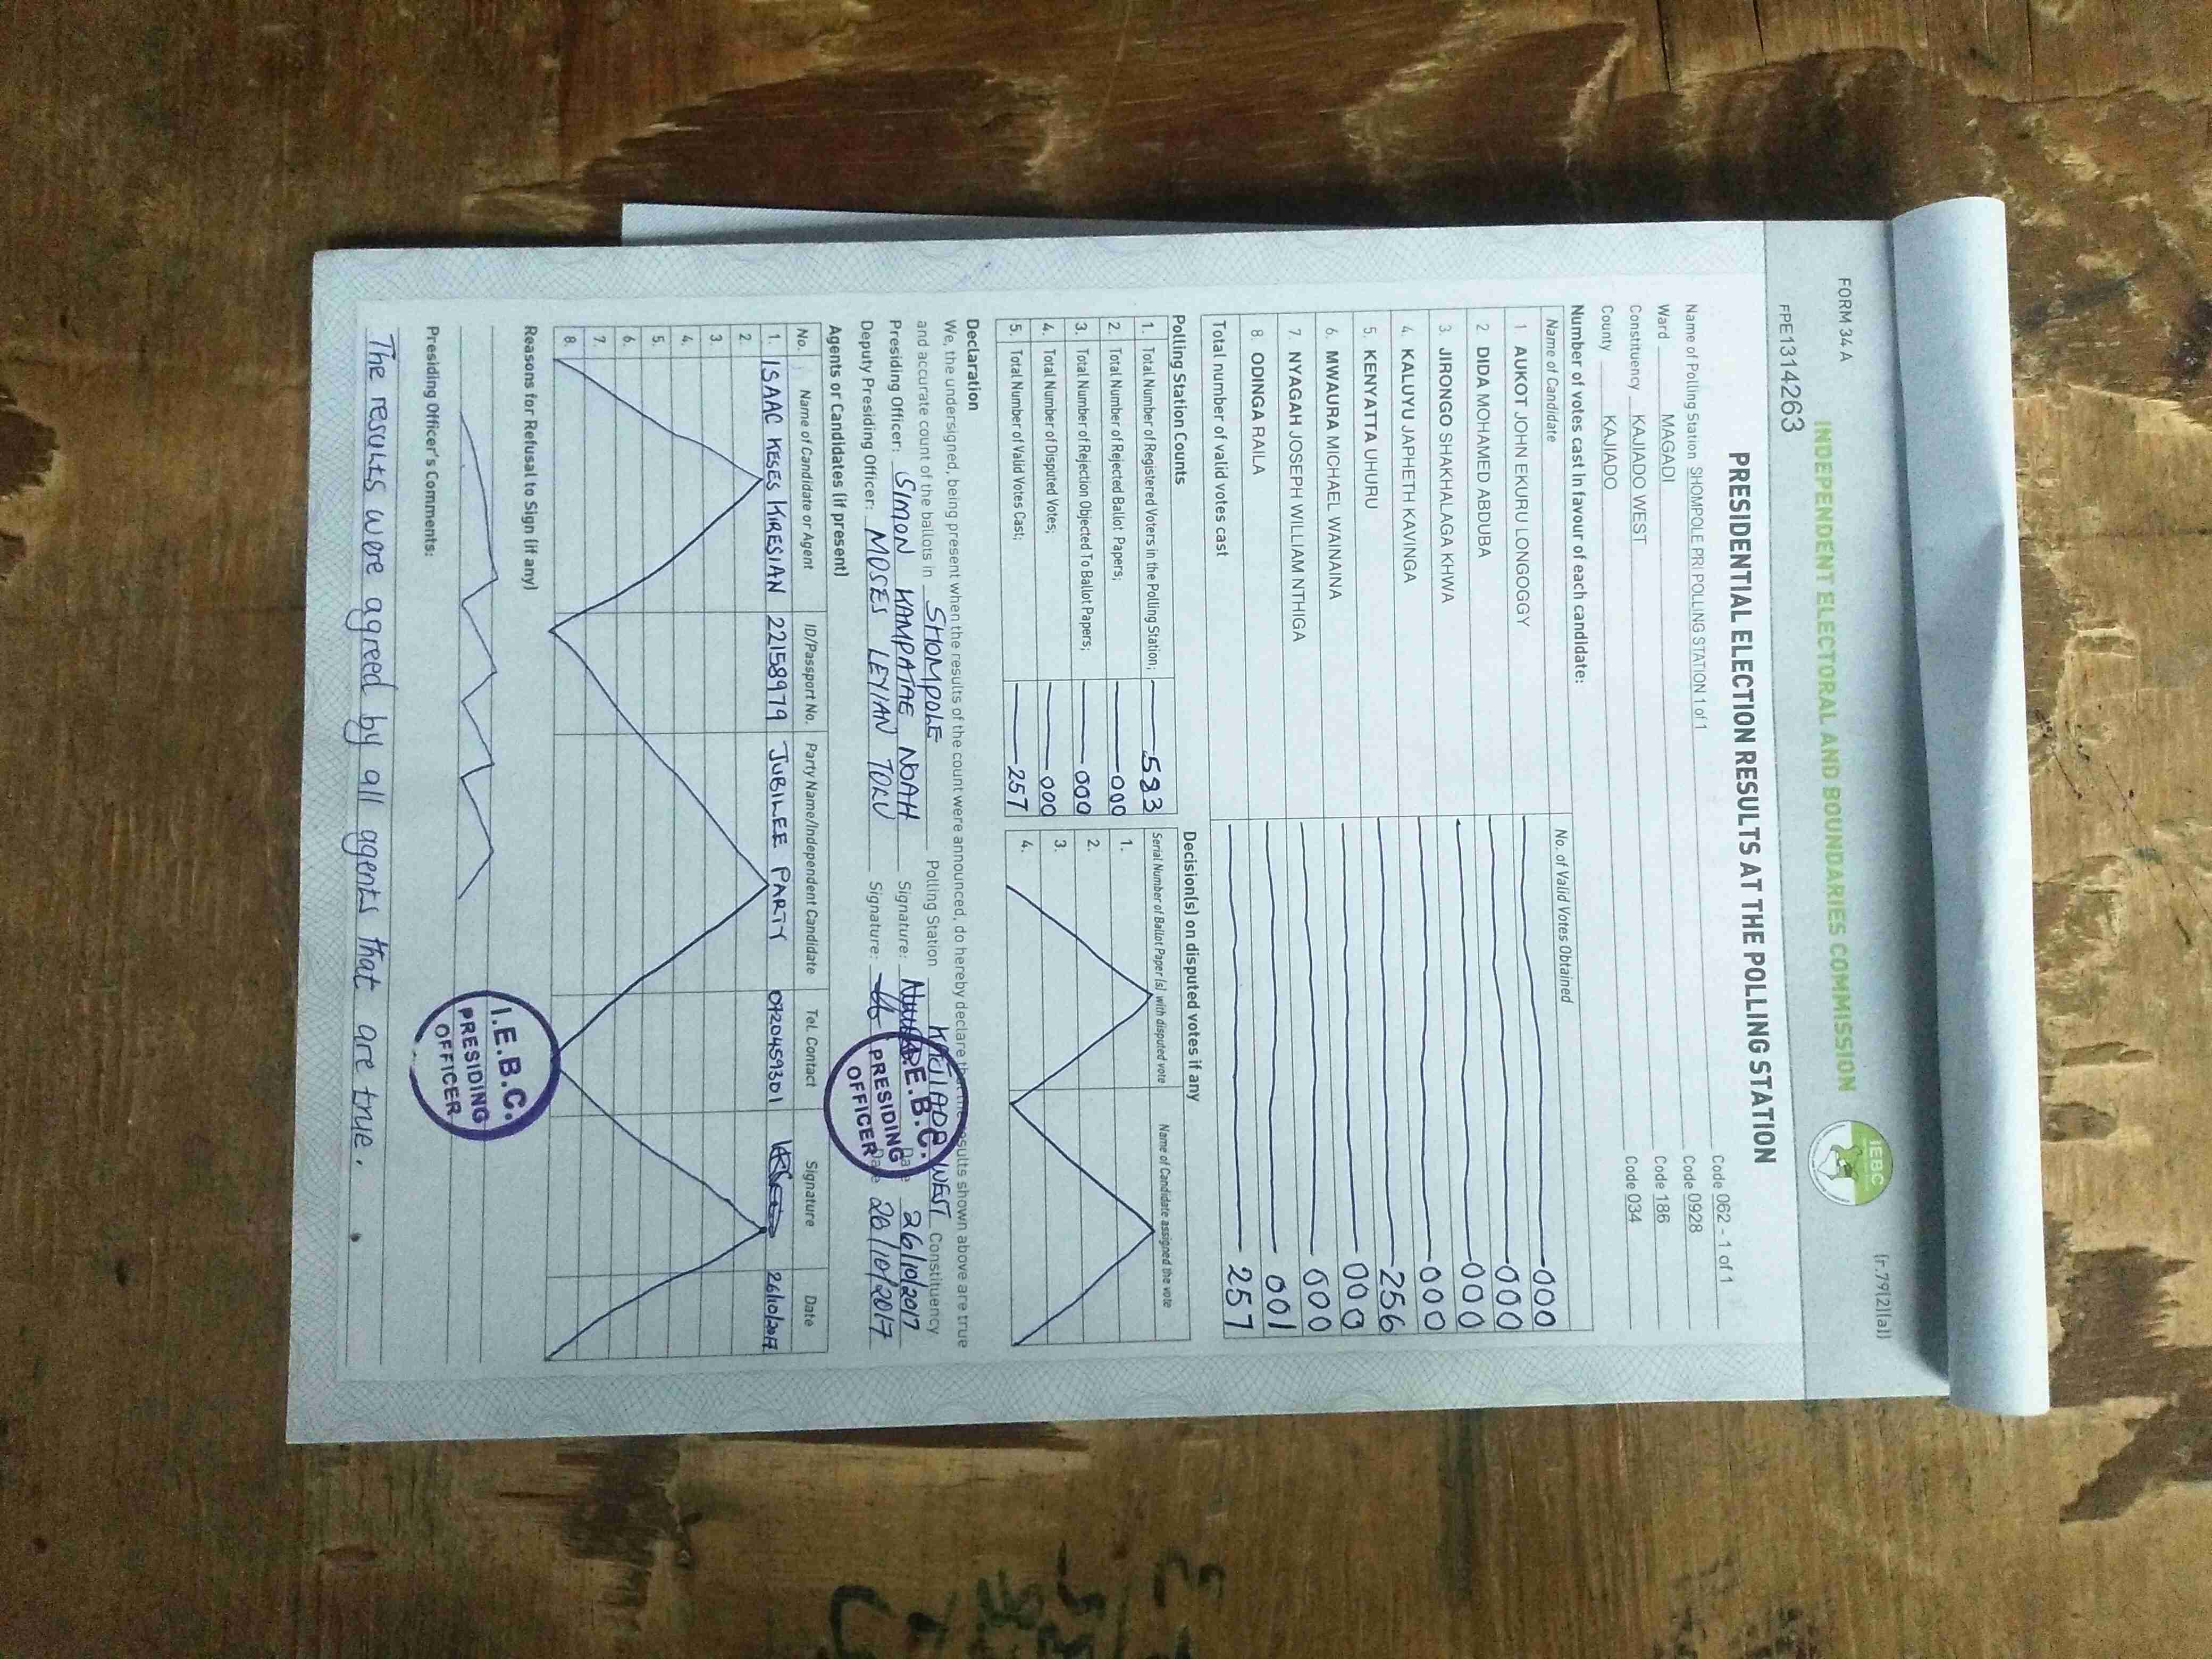 FORM 34 A
(r.79(2)(a))
INDEPENDENT ELECTORAL AND BOUNDARIES COMMISSION
IEBC
FPE1314263
PRESIDENTIAL ELECTION RESULTS AT THE POLLING STATION
Name of Polling Station SHOMPOLE PRI POLLING STATION 1 of 1 Code 062 - 1 of 1
Ward MAGADI Code 0928
Constituency KAJIADO WEST Code 186
County KAJIADO Code 034
Number of votes cast in favour of each candidate:
Name of Candidate No. of Valid Votes Obtained
1 AUKOT JOHN EKURU LONGOGGY 000
2 DIDA MOHAMED ABDUBA 000
3. JIRONGO SHAKHALAGA KHWA 000
4. KALUYU JAPHETH KAVINGA 000
5. KENYATTA UHURU 256
6. MWAURA MICHAEL WAINAINA 000
7. NYAGAH JOSEPH WILLIAM NTHIGA 000
8. ODINGA RAILA 001
Total number of valid votes cast 257
Polling Station Counts
1. Total Number of Registered Voters in the Polling Station; 583
2. Total Number of Rejected Ballot Papers; 000
3. Total Number of Rejection Objected To Ballot Papers; 000
4. Total Number of Disputed Votes; 000
5. Total Number of Valid Votes Cast; 257
Decision(s) on disputed votes if any
Serial Number of Ballot Paper (s) with disputed vote Name of Candidate assigned the vote
1.
2.
3.
4.
Declaration
We, the undersigned, being present when the results of the count were announced, do hereby declare that the results shown above are true
and accurate count of the ballots in SHOMPOLE Polling Station KAJIADO WEST Constituency
Presiding Officer: SIMON KAMPATAE NOAH Signature: Date 26/10/2017
Deputy Presiding Officer: MOSES LEYIAN TOKU Signature: Date 26/10/2017
I.E.B.C.
PRESIDING
OFFICER
Agents or Candidates (if present)
No. Name of Candidate or Agent ID/Passport No. Party Name/Independent Candidate Tel. Contact Signature Date
1. ISAAC KESES KIRESIAN 22158979 JUBILEE PARTY 0720459301 26/10/2017
2
3
4.
5.
6.
7.
8.
Reasons for Refusal to Sign (if any)
I.E.B.C.
PRESIDING
OFFICER
Presiding Officer's Comments:
The results were agreed by all agents that are true.